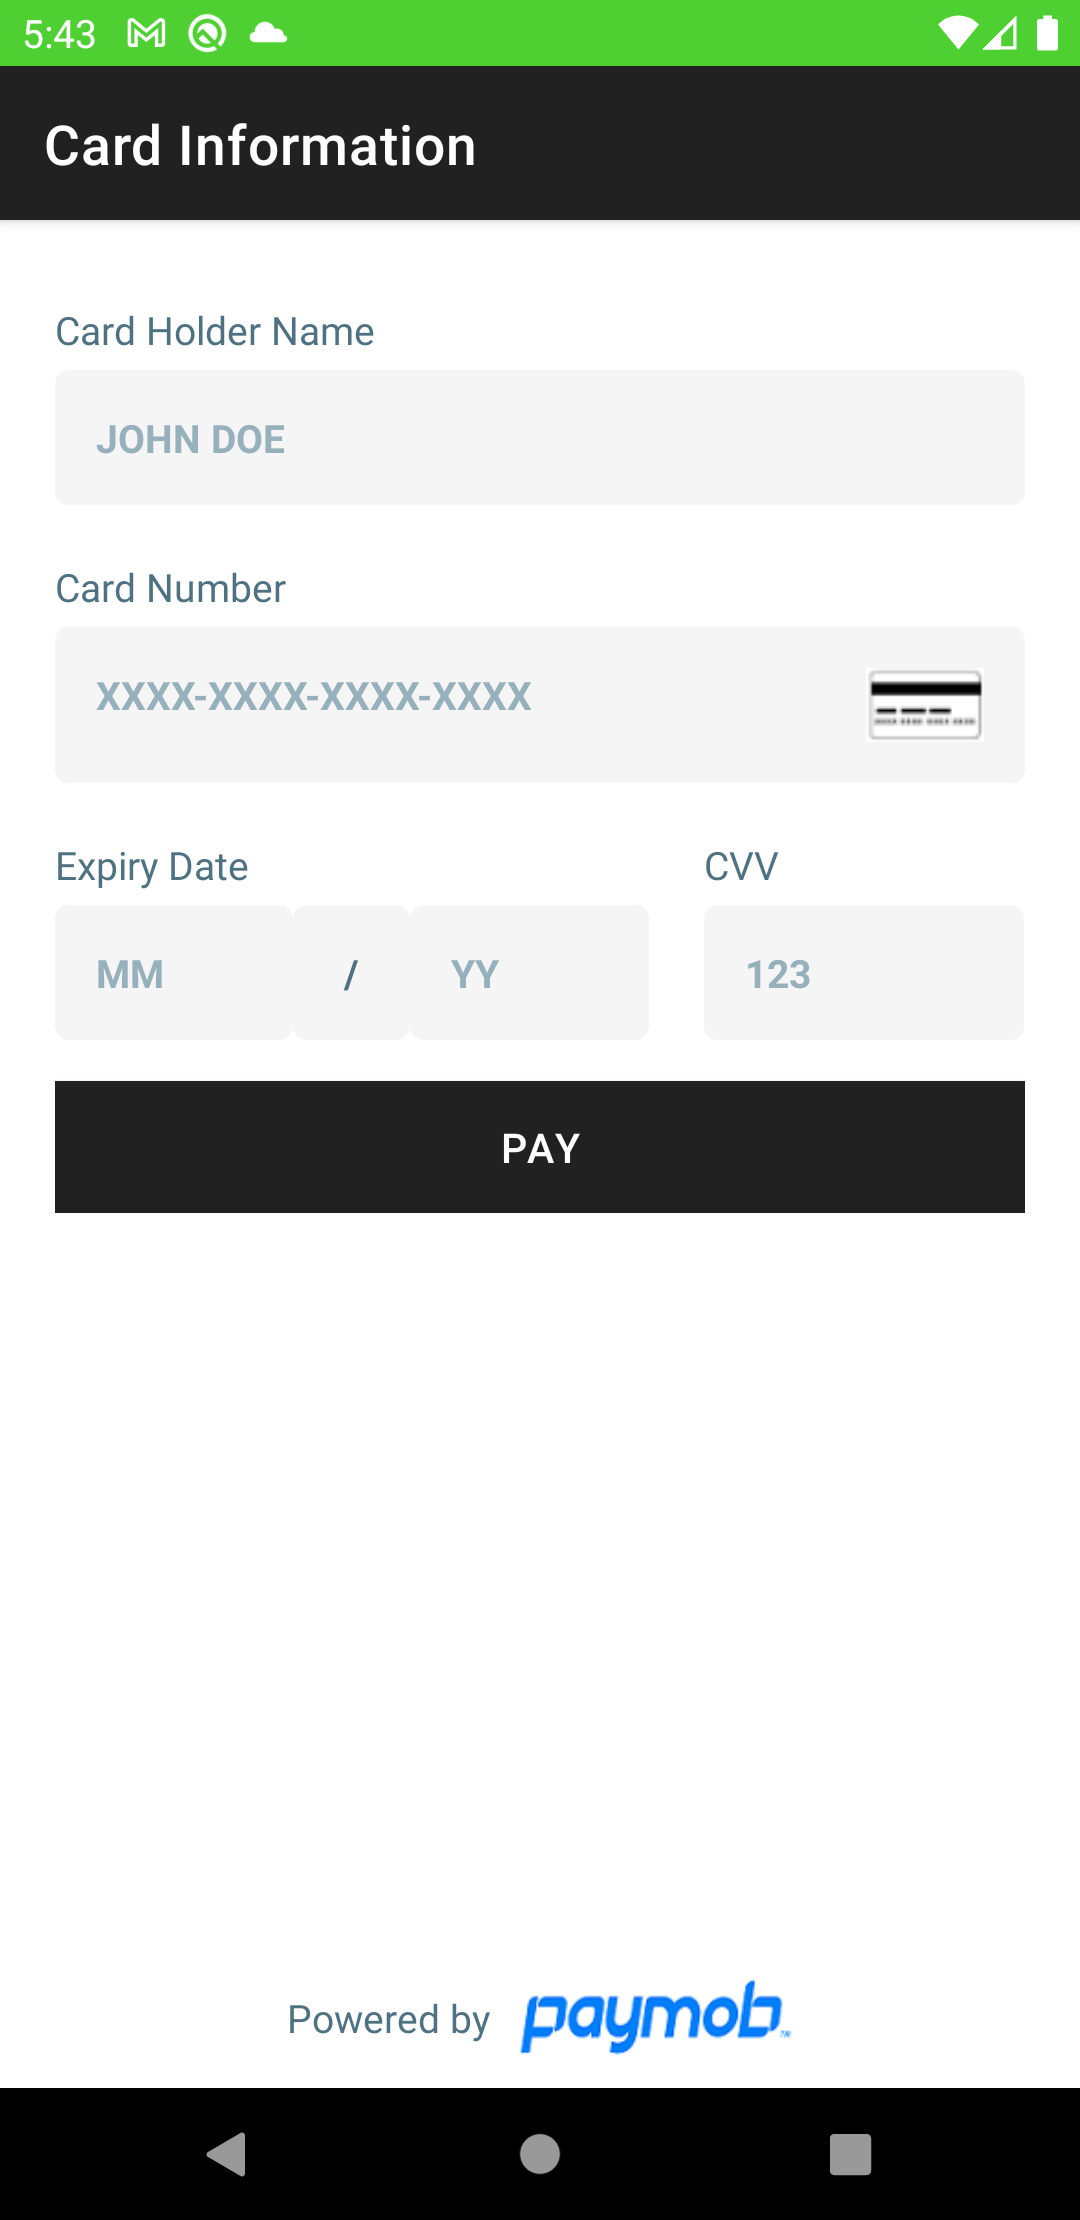 5:43
Card Information
Card Holder Name
JOHN DOE
Card Number
XXXX-XXXX-XXXX-XXXX
Expiry Date CVV
MM / YY 123
PAY
Powered by paymob™